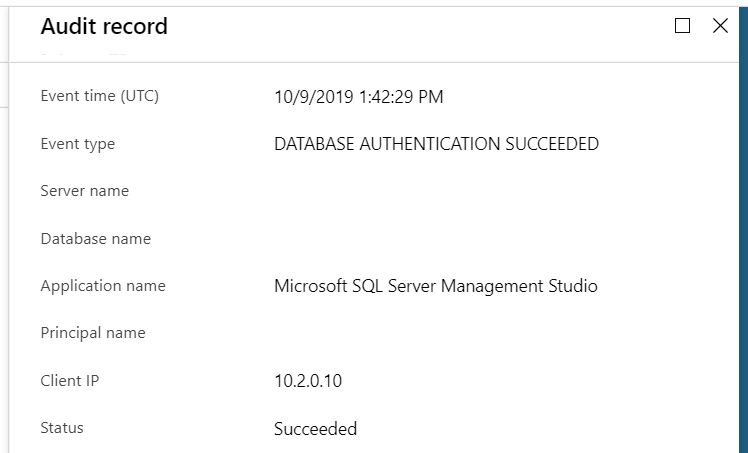 Audit record
Event time (UTC) 10/9/2019 1:42:29 PM
Event type DATABASE AUTHENTICATION SUCCEEDED
Server name
Database name
Application name Microsoft SQL Server Management Studio
Principal name
Client IP 10.2.0.10
Status Succeeded